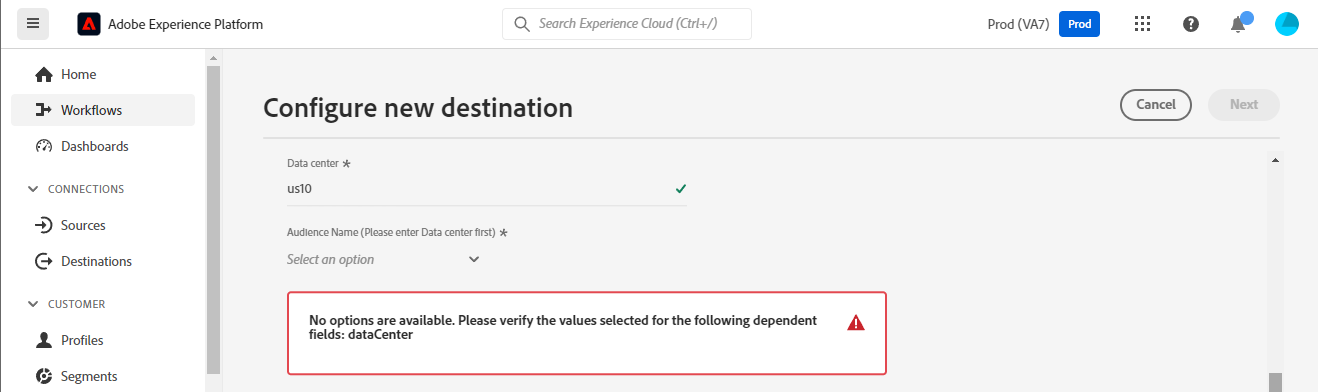 Adobe Experience Platform
Search Experience Cloud (Ctrl+/)
Prod (VA7)
Prod
Home
Workflows
Dashboards
CONNECTIONS
Sources
Destinations
CUSTOMER
Profiles
Segments
Configure new destination
Cancel
Next
Data center *
us10
Audience Name (Please enter Data center first) *
Select an option
No options are available. Please verify the values selected for the following dependent
fields: dataCenter